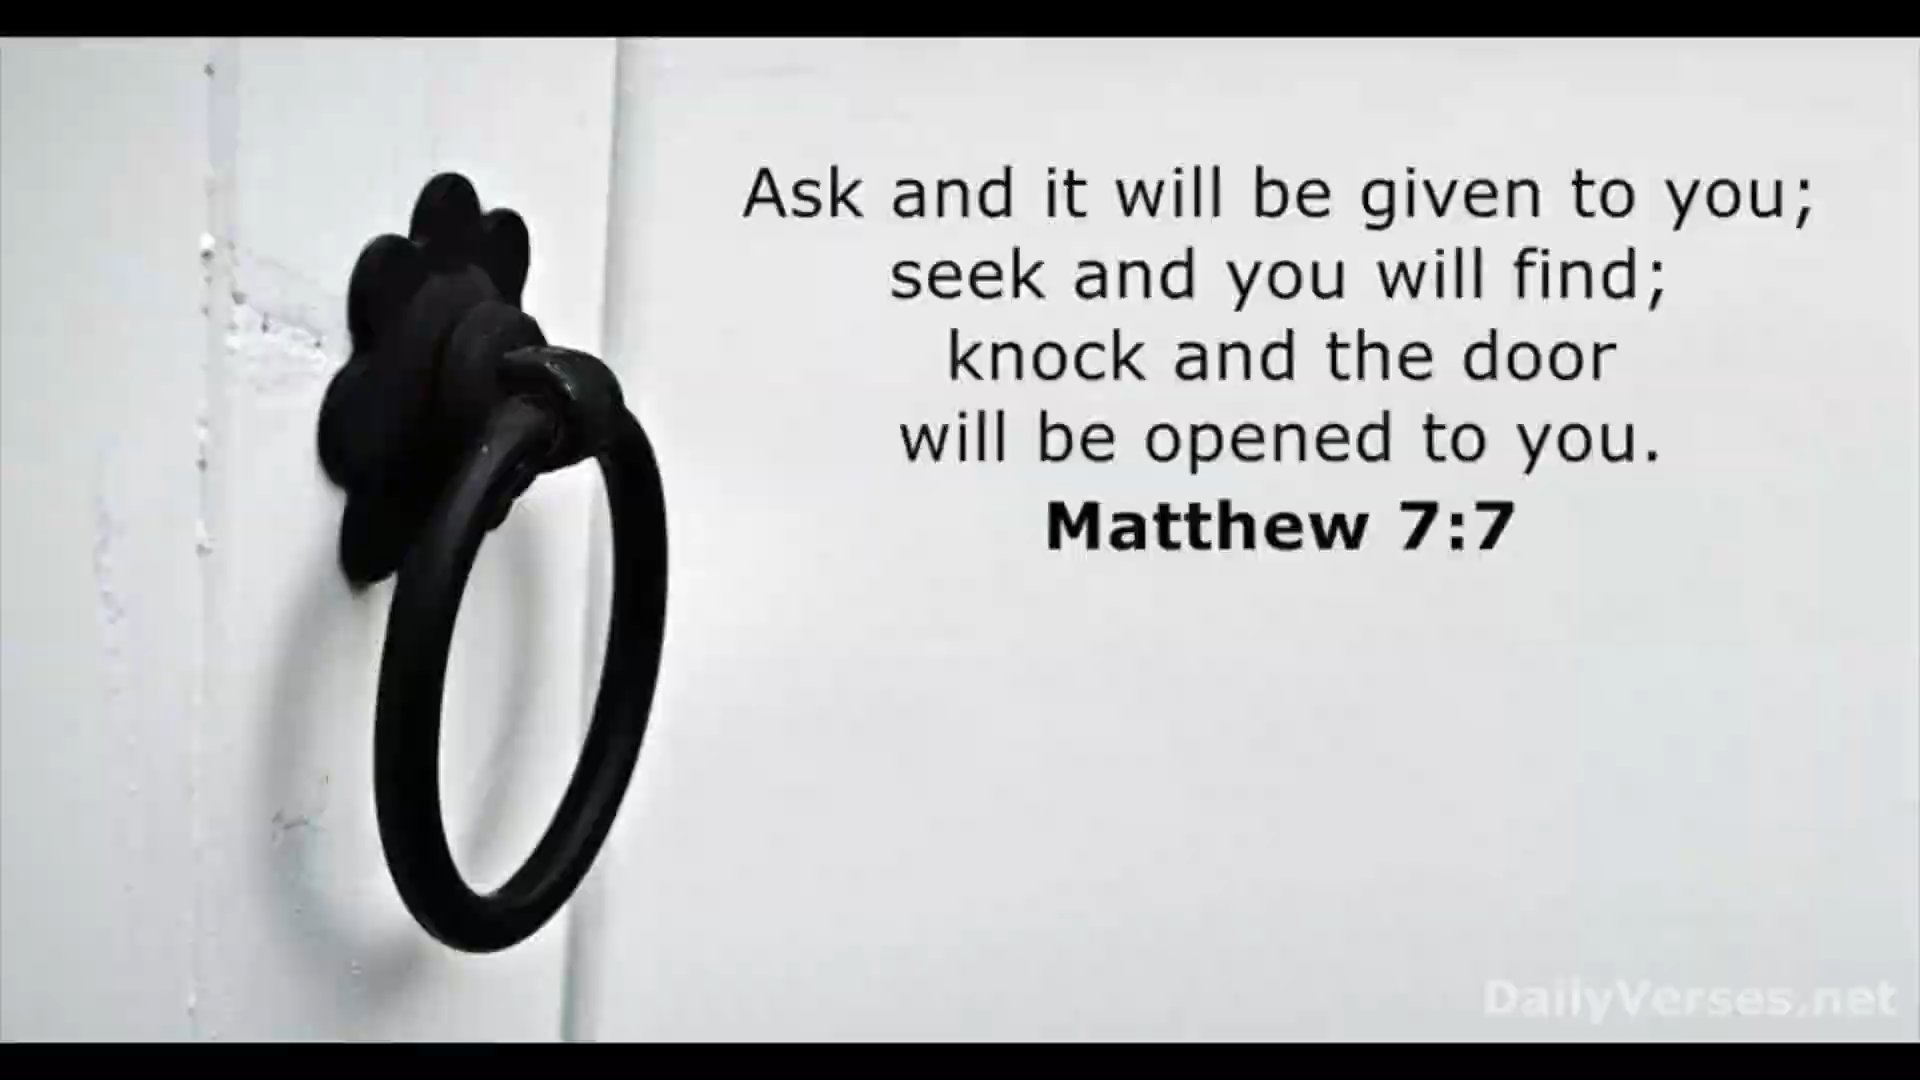 Ask and it will be given to you;
seek and you will find;
knock and the door
will be opened to you.
Matthew 7:7
DailyVerses.net